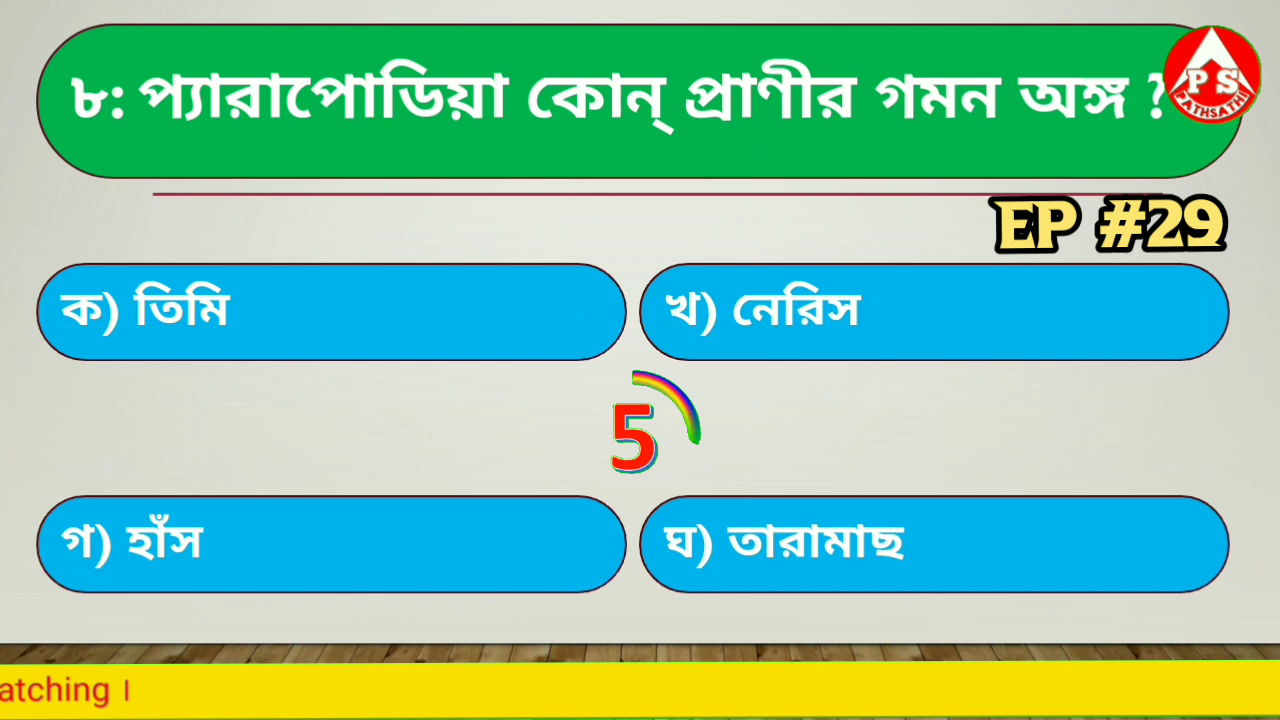 ৮: প্যারাপোডিয়া কোন্ প্রাণীর গমন অঙ্গ ?
PS
PATHSATHI
EP #29
ক) তিমি
খ) নেরিস
5
গ) হাঁস
ঘ) তারামাছ
atching ।